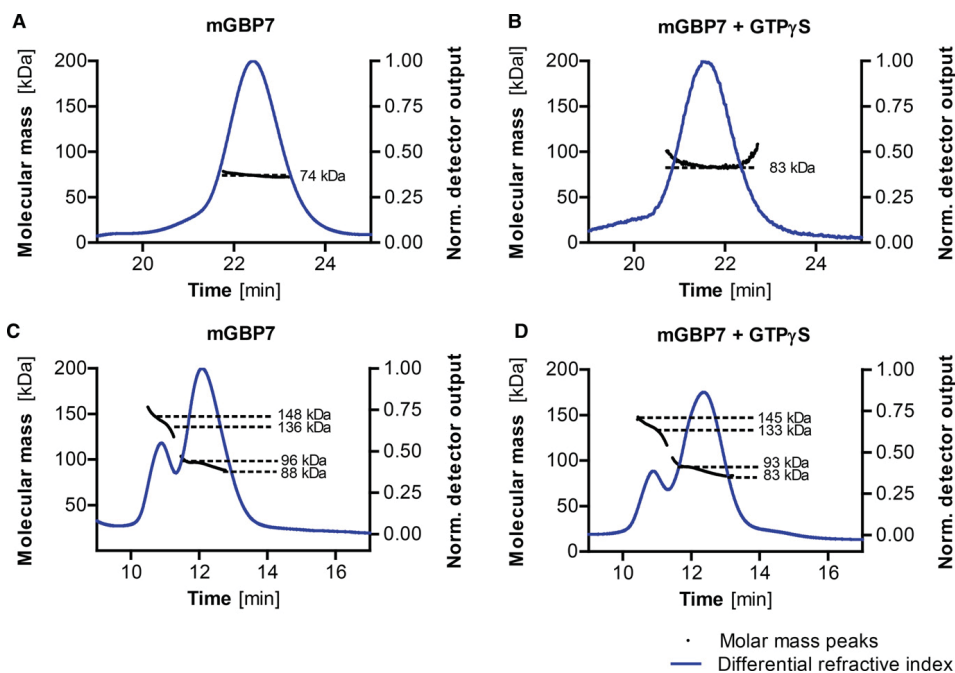 A
mGBP7
Molecular mass [kDa]
200
150
100
50
0
1.00
0.75
0.50
0.25
0.00
Norm. detector output
74 kDa
20 22 24
Time [min]
B
mGBP7 + GTPγS
Molecular mass [kDal]
200
150
100
50
0
1.00
0.75
0.50
0.25
0.00
Norm. detector output
83 kDa
20 22 24
Time [min]
C
mGBP7
Molecular mass [kDa]
200
150
100
50
1.00
0.75
0.50
0.25
0.00
Norm. detector output
148 kDa
136 kDa
96 kDa
88 kDa
10 12 14 16
Time [min]
D
mGBP7 + GTPγS
Molecular mass [kDa]
200
150
100
50
0
1.00
0.75
0.50
0.25
0.00
Norm. detector output
145 kDa
133 kDa
93 kDa
83 kDa
10 12 14 16
Time [min]
Molar mass peaks
Differential refractive index